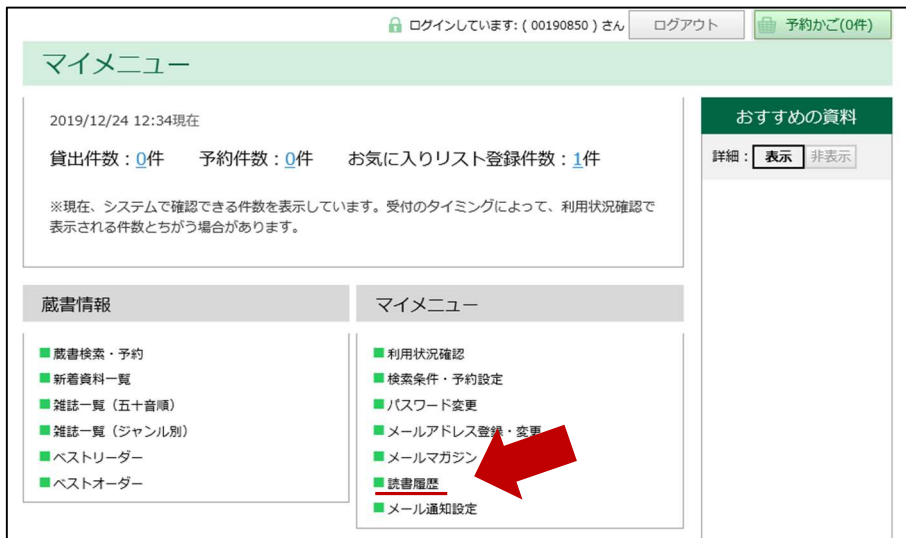 ログインしています: ( 00190850 ) さん ログアウト 予約かご(0件)
マイメニュー
2019/12/24 12:34現在
貸出件数：0件 予約件数：0件 お気に入りリスト登録件数：1件
※現在、システムで確認できる件数を表示しています。受付のタイミングによって、利用状況確認で
表示される件数とちがう場合があります。
おすすめの資料
詳細： 表示 非表示
蔵書情報
蔵書検索・予約
新着資料一覧
雑誌一覧（五十音順）
雑誌一覧（ジャンル別）
ベストリーダー
ベストオーダー
マイメニュー
利用状況確認
検索条件・予約設定
パスワード変更
メールアドレス登録・変更
メールマガジン
読書履歴
メール通知設定